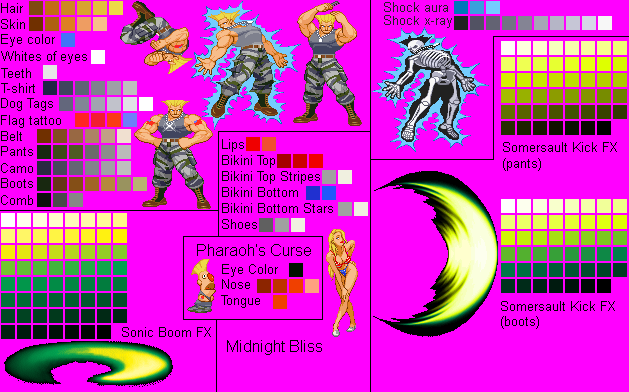 Hair
Skin
Eye color
Whites of eyes
Teeth
T-shirt
Dog Tags
Flag tattoo
Belt
Pants
Camo
Boots
Comb
Shock aura
Shock x-ray
Somersault Kick FX
(pants)
Lips
Bikini Top
Bikini Top Stripes
Bikini Bottom
Bikini Bottom Stars
Shoes
Pharaoh's Curse
Eye Color
Nose
Tongue
Midnight Bliss
Sonic Boom FX
Somersault Kick FX
(boots)